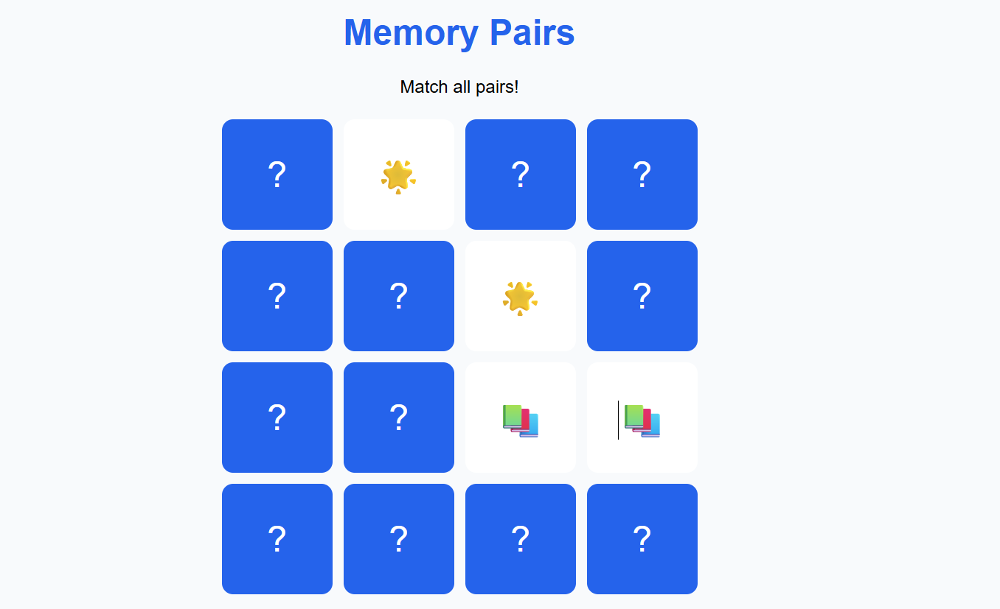 Memory Pairs
Match all pairs!
? ? ?
? ? ?
? ?
? ? ? ?